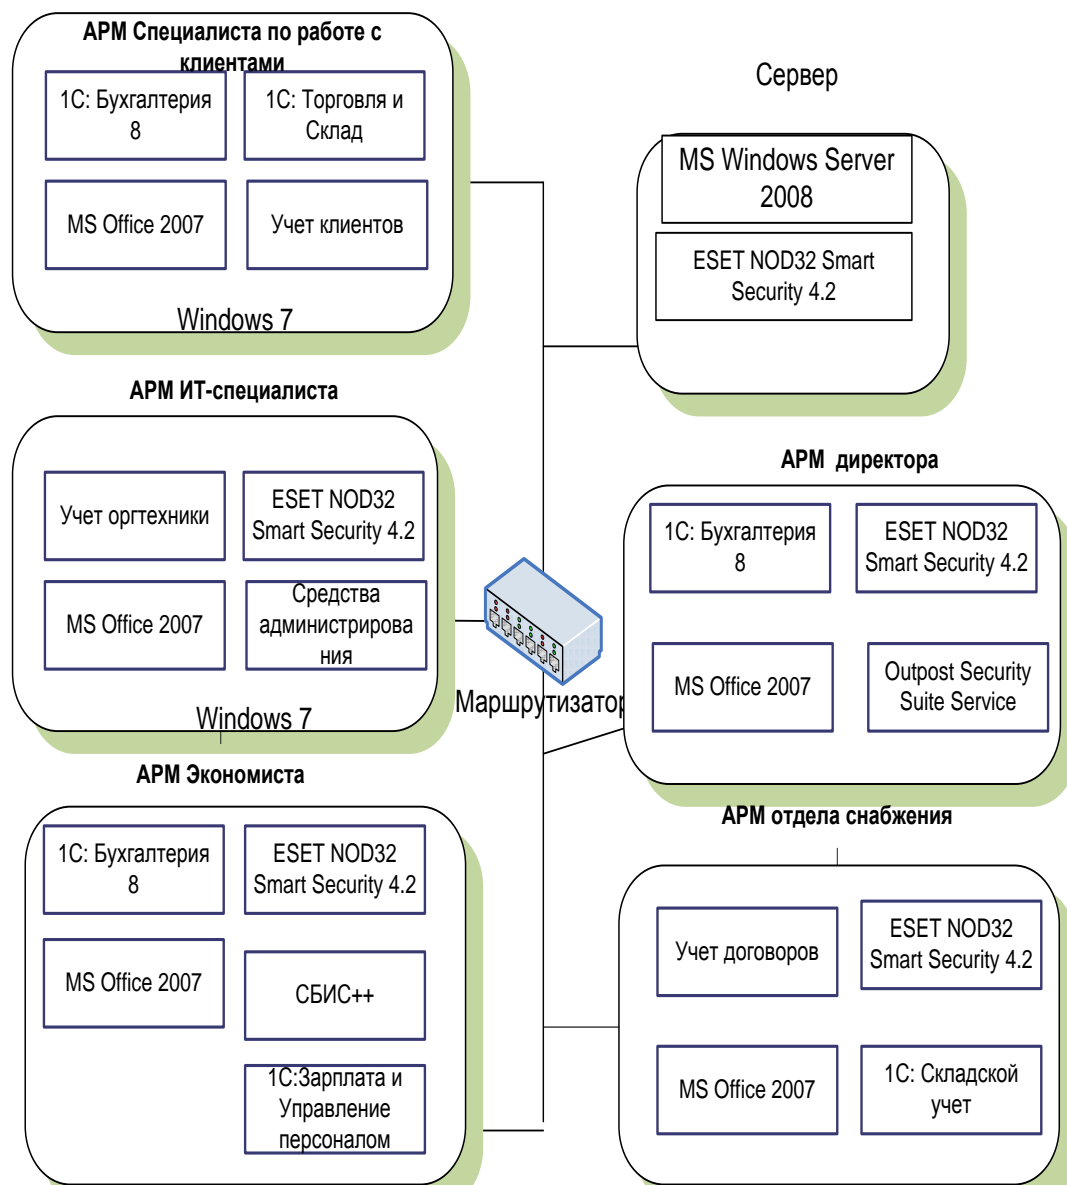 АРМ Специалиста по работе с
клиентами
1С: Бухгалтерия
8
1С: Торговля и
Склад
MS Office 2007
Учет клиентов
Windows 7
Сервер
MS Windows Server
2008
ESET NOD32 Smart
Security 4.2
АРМ ИТ-специалиста
Учет оргтехники
ESET NOD32
Smart Security 4.2
MS Office 2007
Средства
администрирова
ния
Windows 7
Маршрутизатор
АРМ директора
1С: Бухгалтерия
8
ESET NOD32
Smart Security 4.2
MS Office 2007
Outpost Security
Suite Service
АРМ Экономиста
1С: Бухгалтерия
8
ESET NOD32
Smart Security 4.2
MS Office 2007
СБИС++
1С:Зарплата и
Управление
персоналом
АРМ отдела снабжения
Учет договоров
ESET NOD32
Smart Security 4.2
MS Office 2007
1С: Складской
учет